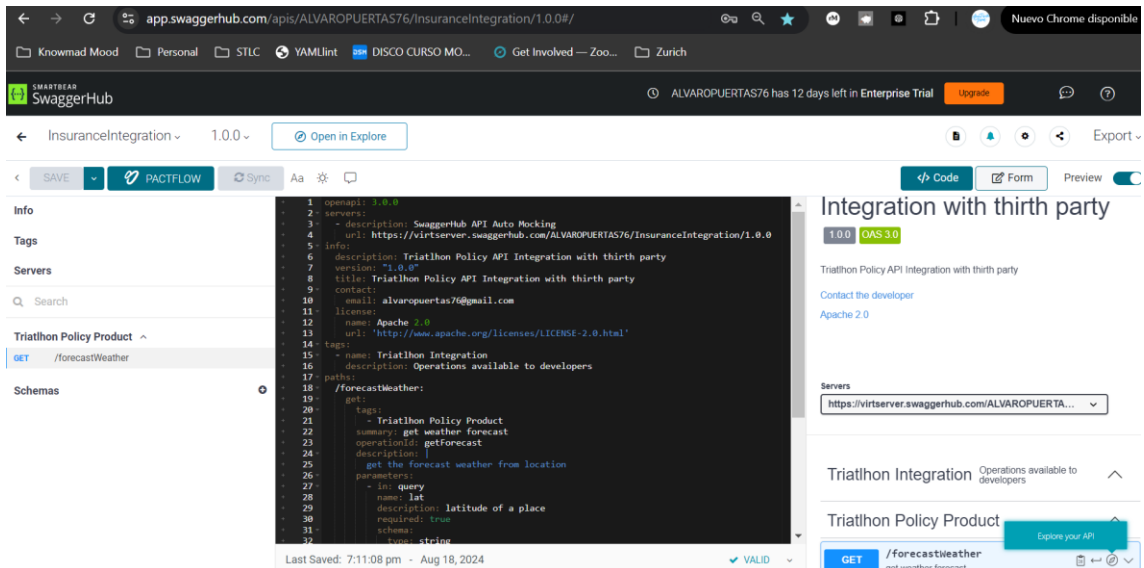 app.swaggerhub.com/apis/ALVAROPUERTAS76/InsuranceIntegration/1.0.0#/
Nuevo Chrome disponible
Knowmad Mood Personal STLC YAMLlint DISCO CURSO MO... Get Involved — Zoo... Zurich
SMARTBEAR
SwaggerHub
ALVAROPUERTAS76 has 12 days left in Enterprise Trial
Upgrade
InsuranceIntegration 1.0.0 Open in Explore Export
SAVE PACTFLOW Sync Aa Code Form Preview
Info
Tags
Servers
Search
Triatlhon Policy Product
GET /forecastWeather
Schemas
1 openapi: 3.0.0
2 servers:
3 - description: SwaggerHub API Auto Mocking
4 url: https://virtserver.swaggerhub.com/ALVAROPUERTAS76/InsuranceIntegration/1.0.0
5 info:
6 description: Triatlhon Policy API Integration with thirth party
7 version: "1.0.0"
8 title: Triatlhon Policy API Integration with thirth party
9 contact:
10 email: alvaropuertas76@gmail.com
11 license:
12 name: Apache 2.0
13 url: 'http://www.apache.org/licenses/LICENSE-2.0.html'
14 tags:
15 - name: Triatlhon Integration
16 description: Operations available to developers
17 paths:
18 /forecastWeather:
19 get:
20 tags:
21 - Triatlhon Policy Product
22 summary: get weather forecast
23 operationId: getForecast
24 description: |
25 get the forecast weather from location
26 parameters:
27 - in: query
28 name: lat
29 description: latitude of a place
30 required: true
31 schema:
32 type: string
Last Saved: 7:11:08 pm - Aug 18, 2024
VALID
Integration with thirth party
1.0.0 OAS 3.0
Triatlhon Policy API Integration with thirth party
Contact the developer
Apache 2.0
Servers
https://virtserver.swaggerhub.com/ALVAROPUERTA...
Triatlhon Integration Operations available to
developers
Triatlhon Policy Product
Explore your API
GET /forecastWeather
get weather forecast